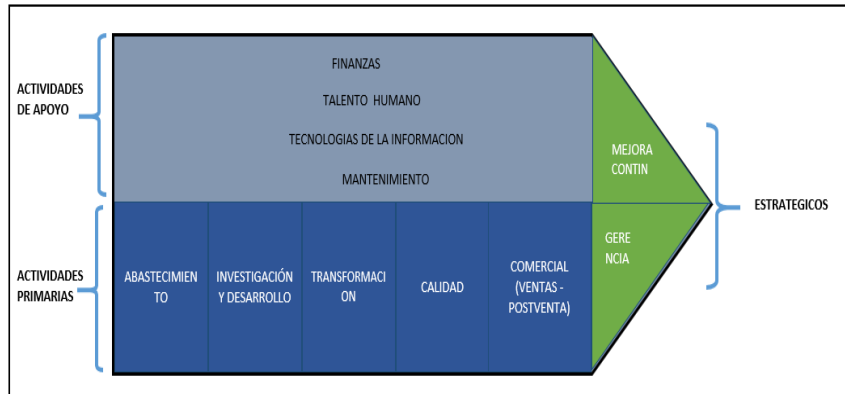 ACTIVIDADES
DE APOYO
FINANZAS
TALENTO HUMANO
TECNOLOGIAS DE LA INFORMACION
MANTENIMIENTO
MEJORA
CONTIN
ESTRATEGICOS
ACTIVIDADES
PRIMARIAS
ABASTECIMIEN
TO
INVESTIGACIÓN
Y DESARROLLO
TRANSFORMACI
ON
CALIDAD
COMERCIAL
(VENTAS -
POSTVENTA)
GERE
NCIA